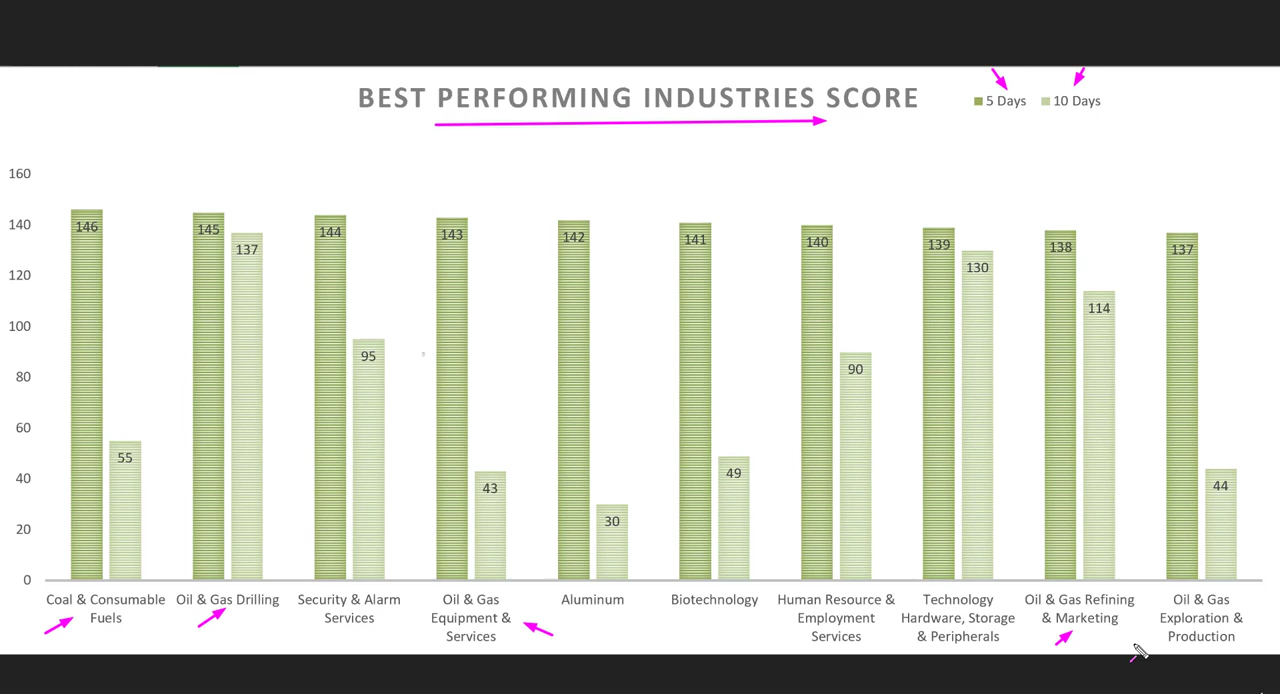 BEST PERFORMING INDUSTRIES SCORE
5 Days 10 Days
160
140
120
100
80
60
40
20
0
146 55
145 137
144 95
143 43
142 30
141 49
140 90
139 130
138 114
137 44
Coal & Consumable
Fuels
Oil & Gas Drilling
Security & Alarm
Services
Oil & Gas
Equipment &
Services
Aluminum
Biotechnology
Human Resource &
Employment
Services
Technology
Hardware, Storage
& Peripherals
Oil & Gas Refining
& Marketing
Oil & Gas
Exploration &
Production